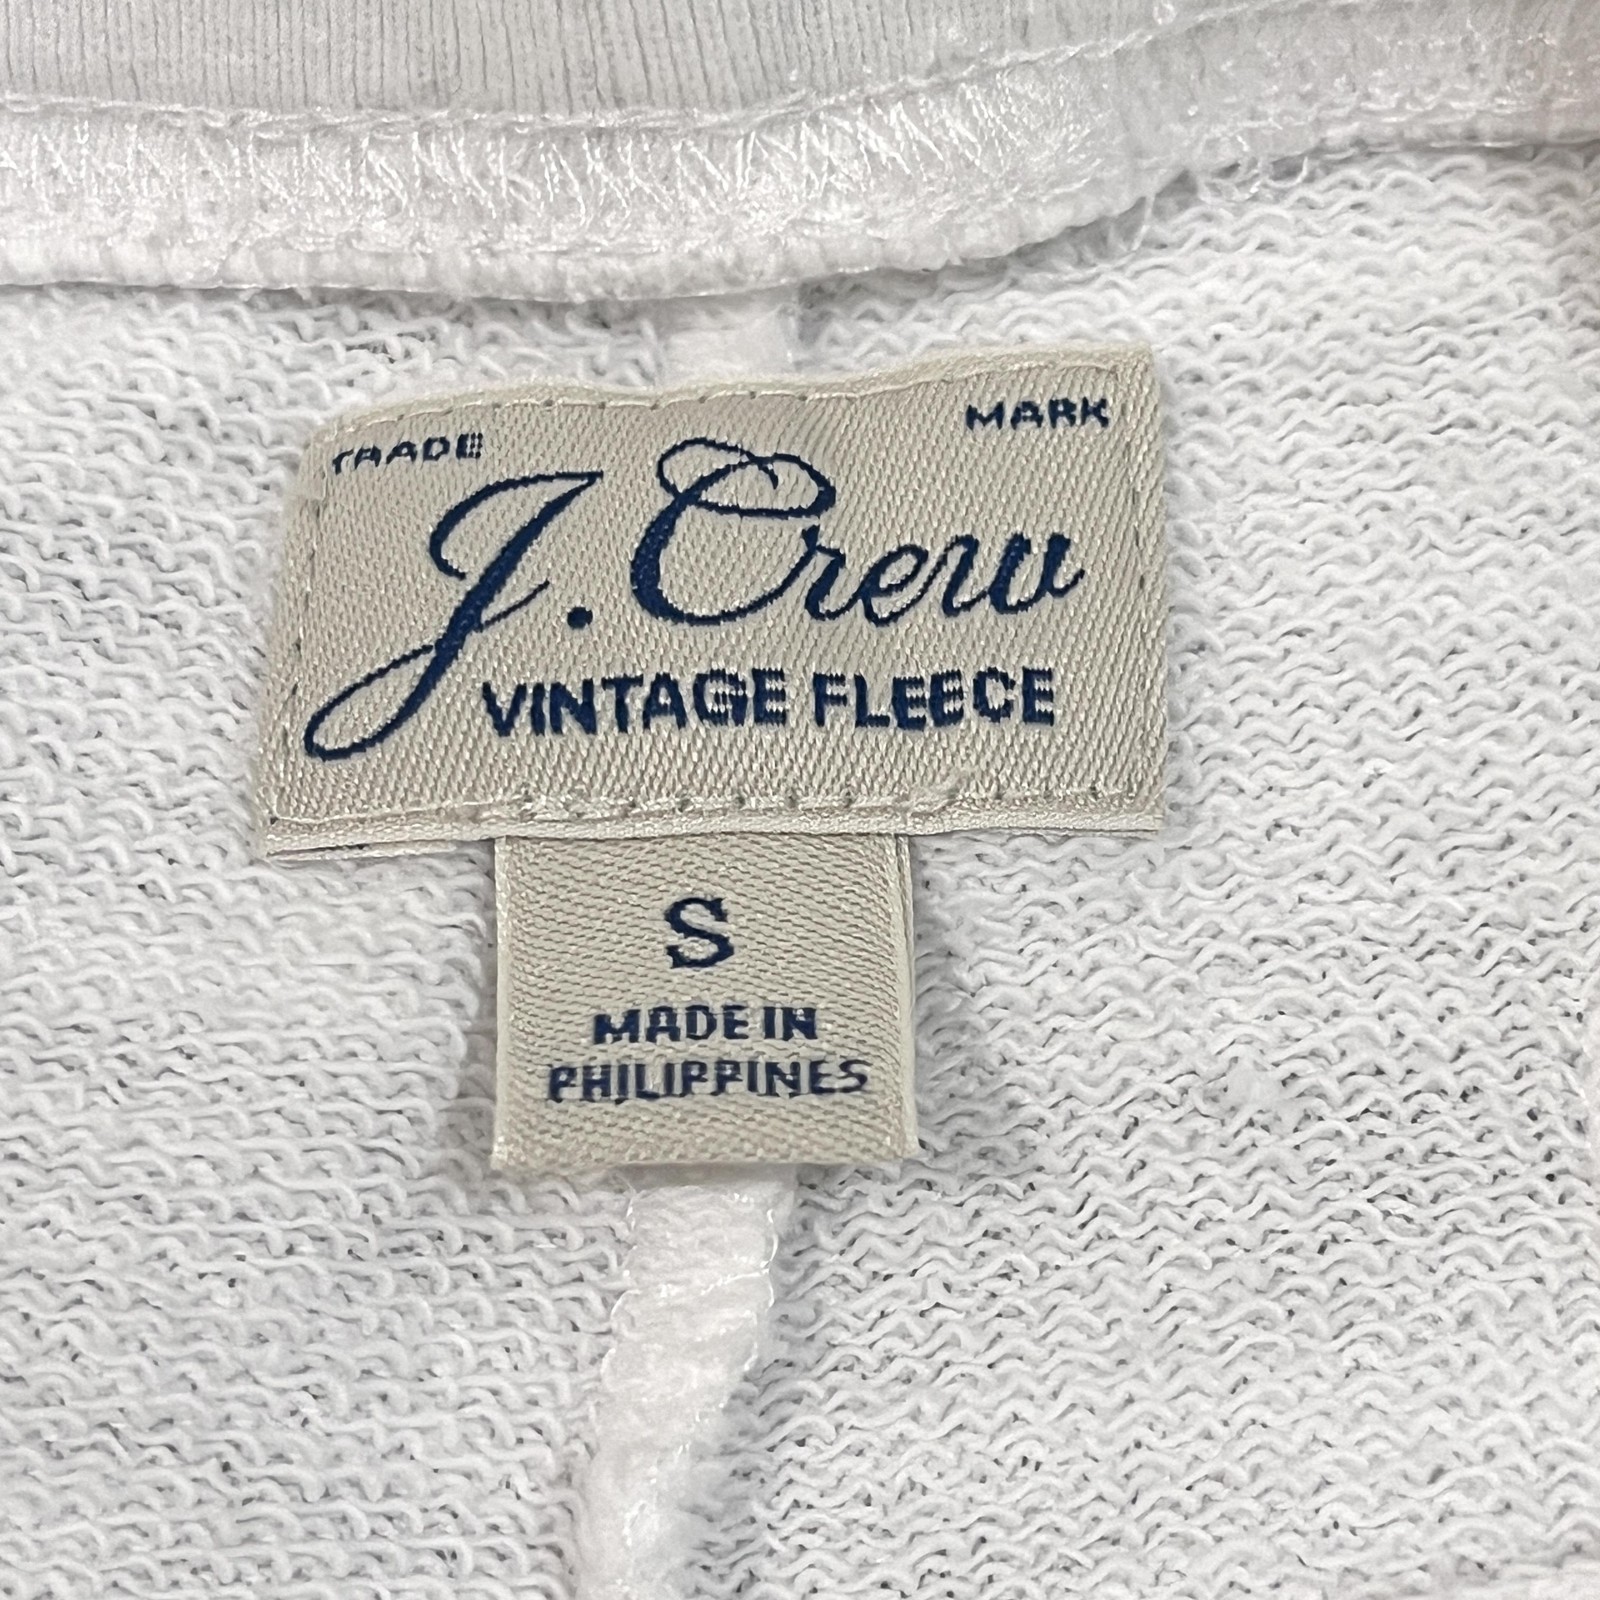 TRADE MARK
J. Crew
VINTAGE FLEECE
S
MADE IN
PHILIPPINES